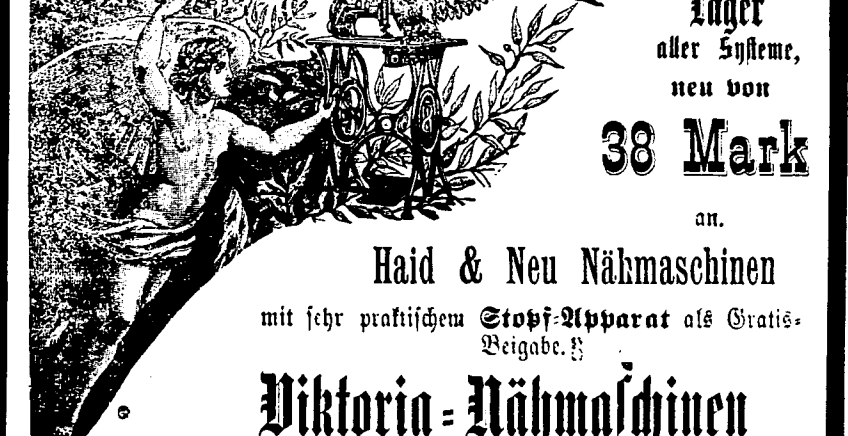 Lager
aller Systeme,
neu von
38 Mark
an.
Haid & Neu Nähmaschinen
mit sehr praktischem Stopf-Apparat als Gratis-
Beigabe.
Viktoria-Nähmaschinen